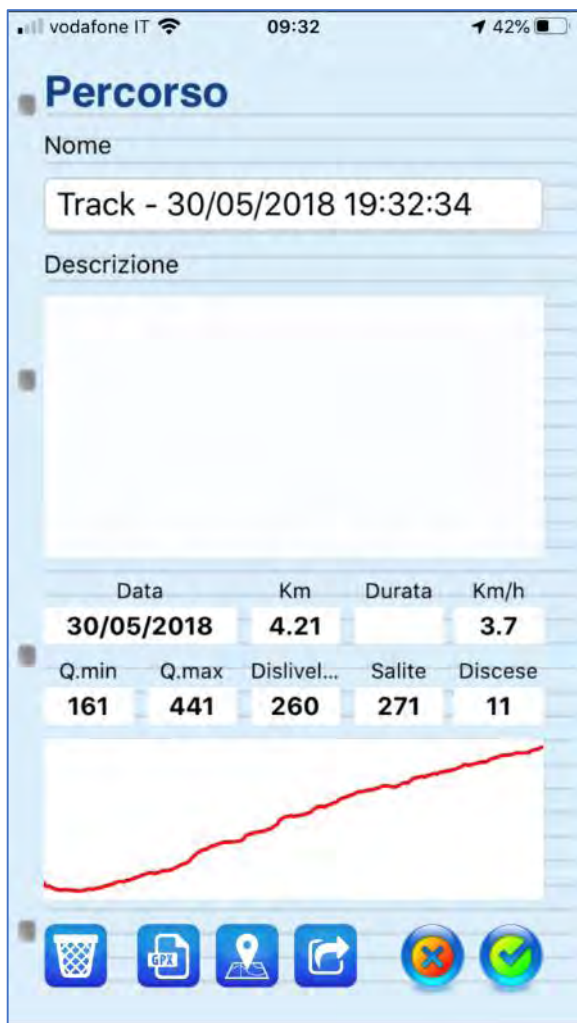 vodafone IT 09:32 42%
Percorso
Nome
Track - 30/05/2018 19:32:34
Descrizione
Data Km Durata Km/h
30/05/2018 4.21 3.7
Q.min Q.max Dislivel... Salite Discese
161 441 260 271 11
GPX